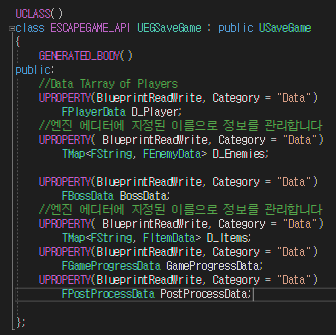 UCLASS()
class ESCAPEGAME_API UEGSaveGame : public USaveGame
{
GENERATED_BODY()
public:
//Data TArray of Players
UPROPERTY(BlueprintReadWrite, Category = "Data")
FPlayerData D_Player;
//엔진 에디터에 지정된 이름으로 정보를 관리합니다
UPROPERTY( BlueprintReadWrite, Category = "Data")
TMap<FString, FEnemyData> D_Enemies;
UPROPERTY( BlueprintReadWrite, Category = "Data")
FBossData BossData;
//엔진 에디터에 지정된 이름으로 정보를 관리합니다
UPROPERTY( BlueprintReadWrite, Category = "Data")
TMap<FString, FItemData> D_Items;
UPROPERTY( BlueprintReadWrite, Category = "Data")
FGameProgressData GameProgressData;
UPROPERTY( BlueprintReadWrite, Category = "Data")
FPostProcessData PostProcessData;
};